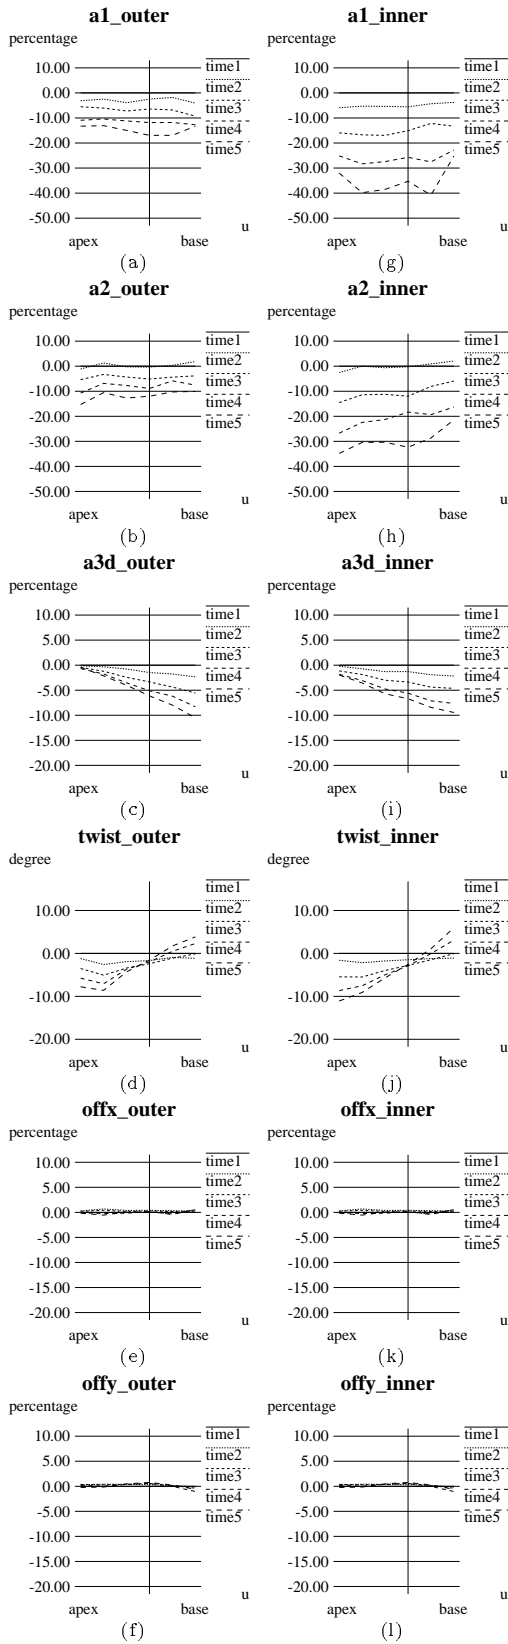 a1_outer
percentage
10.00
0.00
-10.00
-20.00
-30.00
-40.00
-50.00
time1
time2
time3
time4
time5
u
apex
base
(a)
a1_inner
percentage
10.00
0.00
-10.00
-20.00
-30.00
-40.00
-50.00
time1
time2
time3
time4
time5
u
apex
base
(g)
a2_outer
percentage
10.00
0.00
-10.00
-20.00
-30.00
-40.00
-50.00
time1
time2
time3
time4
time5
u
apex
base
(b)
a2_inner
percentage
10.00
0.00
-10.00
-20.00
-30.00
-40.00
-50.00
time1
time2
time3
time4
time5
u
apex
base
(h)
a3d_outer
percentage
10.00
5.00
0.00
-5.00
-10.00
-15.00
-20.00
time1
time2
time3
time4
time5
u
apex
base
(c)
a3d_inner
percentage
10.00
5.00
0.00
-5.00
-10.00
-15.00
-20.00
time1
time2
time3
time4
time5
u
apex
base
(i)
twist_outer
degree
10.00
0.00
-10.00
-20.00
time1
time2
time3
time4
time5
u
apex
base
(d)
twist_inner
degree
10.00
0.00
-10.00
-20.00
time1
time2
time3
time4
time5
u
apex
base
(j)
offx_outer
percentage
10.00
5.00
0.00
-5.00
-10.00
-15.00
-20.00
time1
time2
time3
time4
time5
u
apex
base
(e)
offx_inner
percentage
10.00
5.00
0.00
-5.00
-10.00
-15.00
-20.00
time1
time2
time3
time4
time5
u
apex
base
(k)
offy_outer
percentage
10.00
5.00
0.00
-5.00
-10.00
-15.00
-20.00
time1
time2
time3
time4
time5
u
apex
base
(f)
offy_inner
percentage
10.00
5.00
0.00
-5.00
-10.00
-15.00
-20.00
time1
time2
time3
time4
time5
u
apex
base
(l)